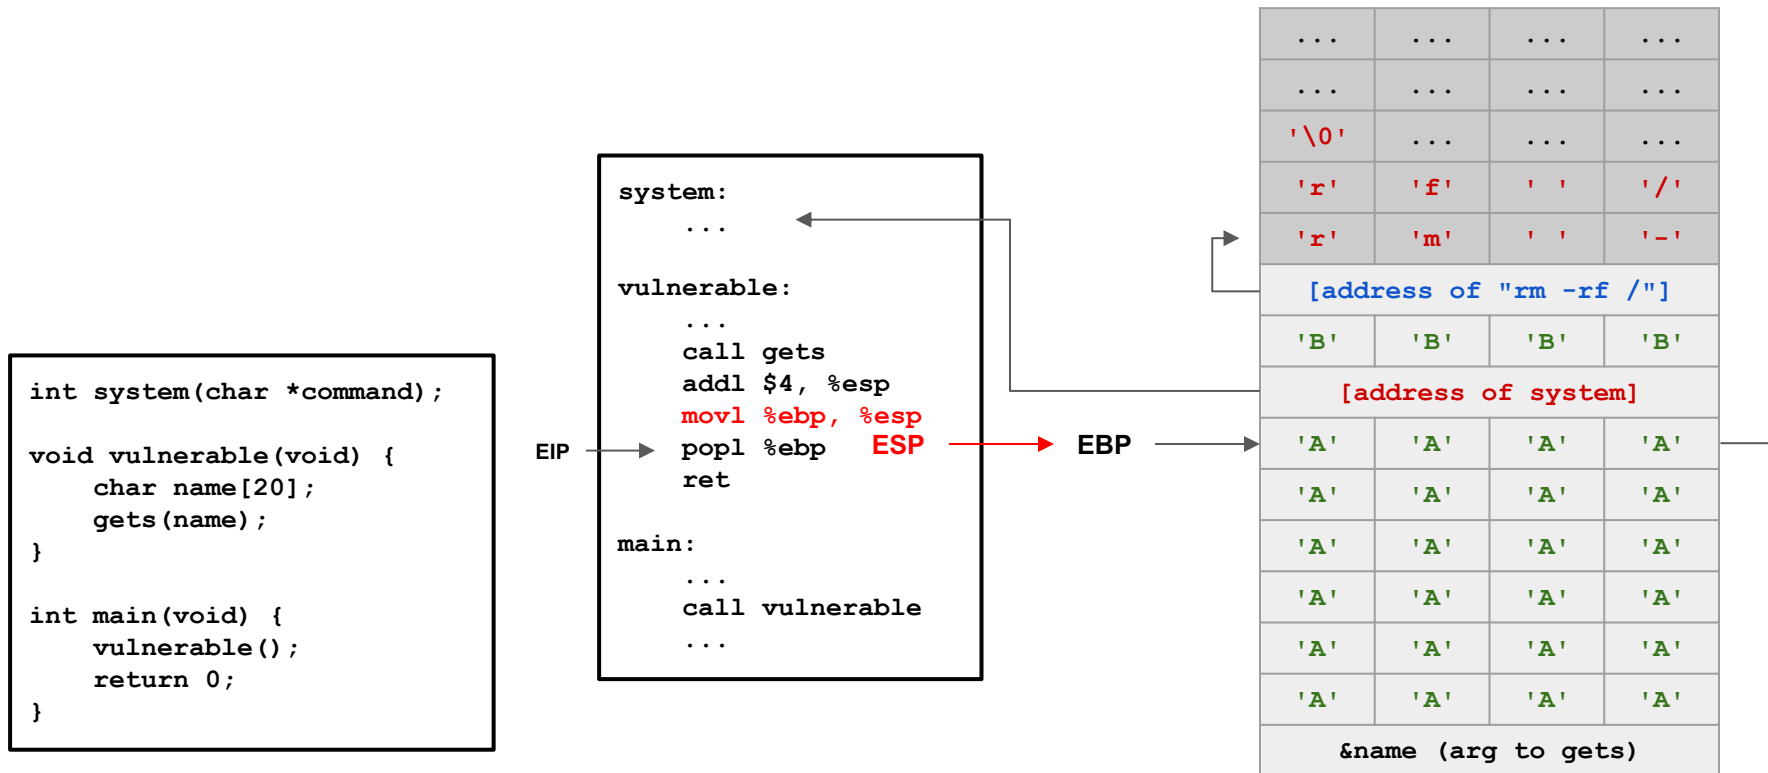 int system(char *command);
void vulnerable(void) {
char name[20];
gets(name);
}
int main(void) {
vulnerable();
return 0;
}
EIP
system:
...
vulnerable:
...
call gets
addl $4, %esp
movl %ebp, %esp
popl %ebp
ret
main:
...
call vulnerable
...
ESP
EBP
... ... ... ...
... ... ... ...
'\0' ... ... ...
'r' 'f' ' ' '/'
'r' 'm' ' ' '-'
[address of "rm -rf /"]
'B' 'B' 'B' 'B'
[address of system]
'A' 'A' 'A' 'A'
'A' 'A' 'A' 'A'
'A' 'A' 'A' 'A'
'A' 'A' 'A' 'A'
'A' 'A' 'A' 'A'
'A' 'A' 'A' 'A'
&name (arg to gets)